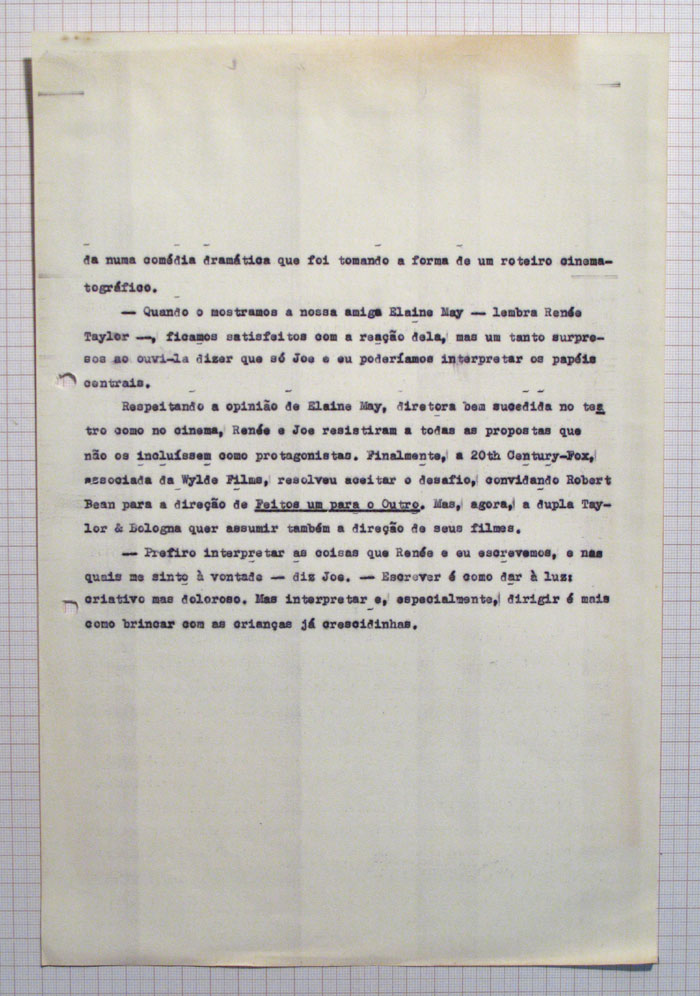 da numa comédia dramática que foi tomando a forma de um roteiro cinema-
tográfico.
— Quando o mostramos a nossa amiga Elaine May — lembra Renée
Taylor —, ficamos satisfeitos com a reação dela, mas um tanto surpre-
sos ao ouvi-la dizer que só Joe e eu poderíamos interpretar os papéis
centrais.
Respeitando a opinião de Elaine May, diretora bem sucedida no tea
tro como no cinema, Renée e Joe resistiram a todas as propostas que
não os incluíssem como protagonistas. Finalmente, a 20th Century-Fox,
associada da Wylde Films, resolveu aceitar o desafio, convidando Robert
Bean para a direção de Feitos um para o Outro. Mas, agora, a dupla Tay-
lor & Bologna quer assumir também a direção de seus filmes.
— Prefiro interpretar as coisas que Renée e eu escrevemos, e nas
quais me sinto à vontade — diz Joe. — Escrever é como dar à luz:
criativo mas doloroso. Mas interpretar e, especialmente, dirigir é mais
como brincar com as crianças já crescidinhas.